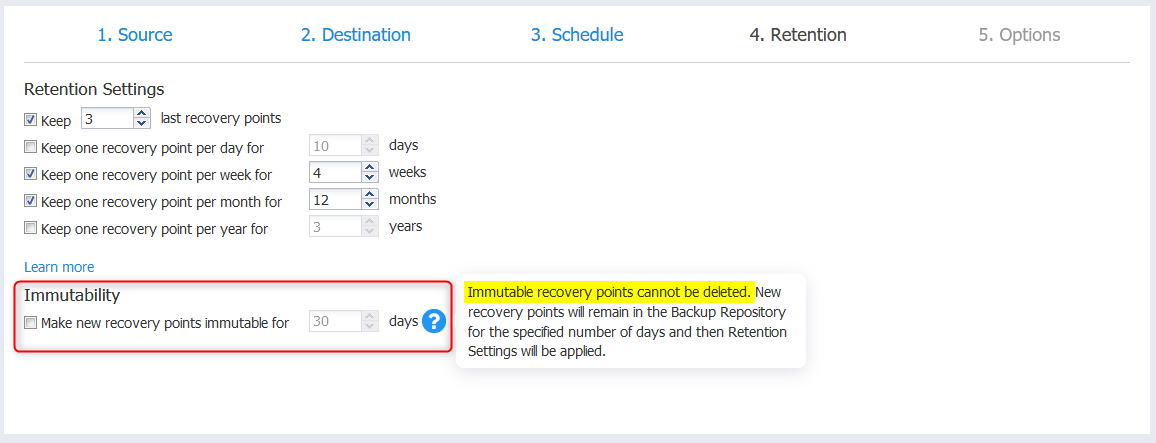 1. Source 2. Destination 3. Schedule 4. Retention 5. Options
Retention Settings
Keep 3 last recovery points
Keep one recovery point per day for 10 days
Keep one recovery point per week for 4 weeks
Keep one recovery point per month for 12 months
Keep one recovery point per year for 3 years
Learn more
Immutability
Make new recovery points immutable for 30 days ?
Immutable recovery points cannot be deleted. New
recovery points will remain in the Backup Repository
for the specified number of days and then Retention
Settings will be applied.